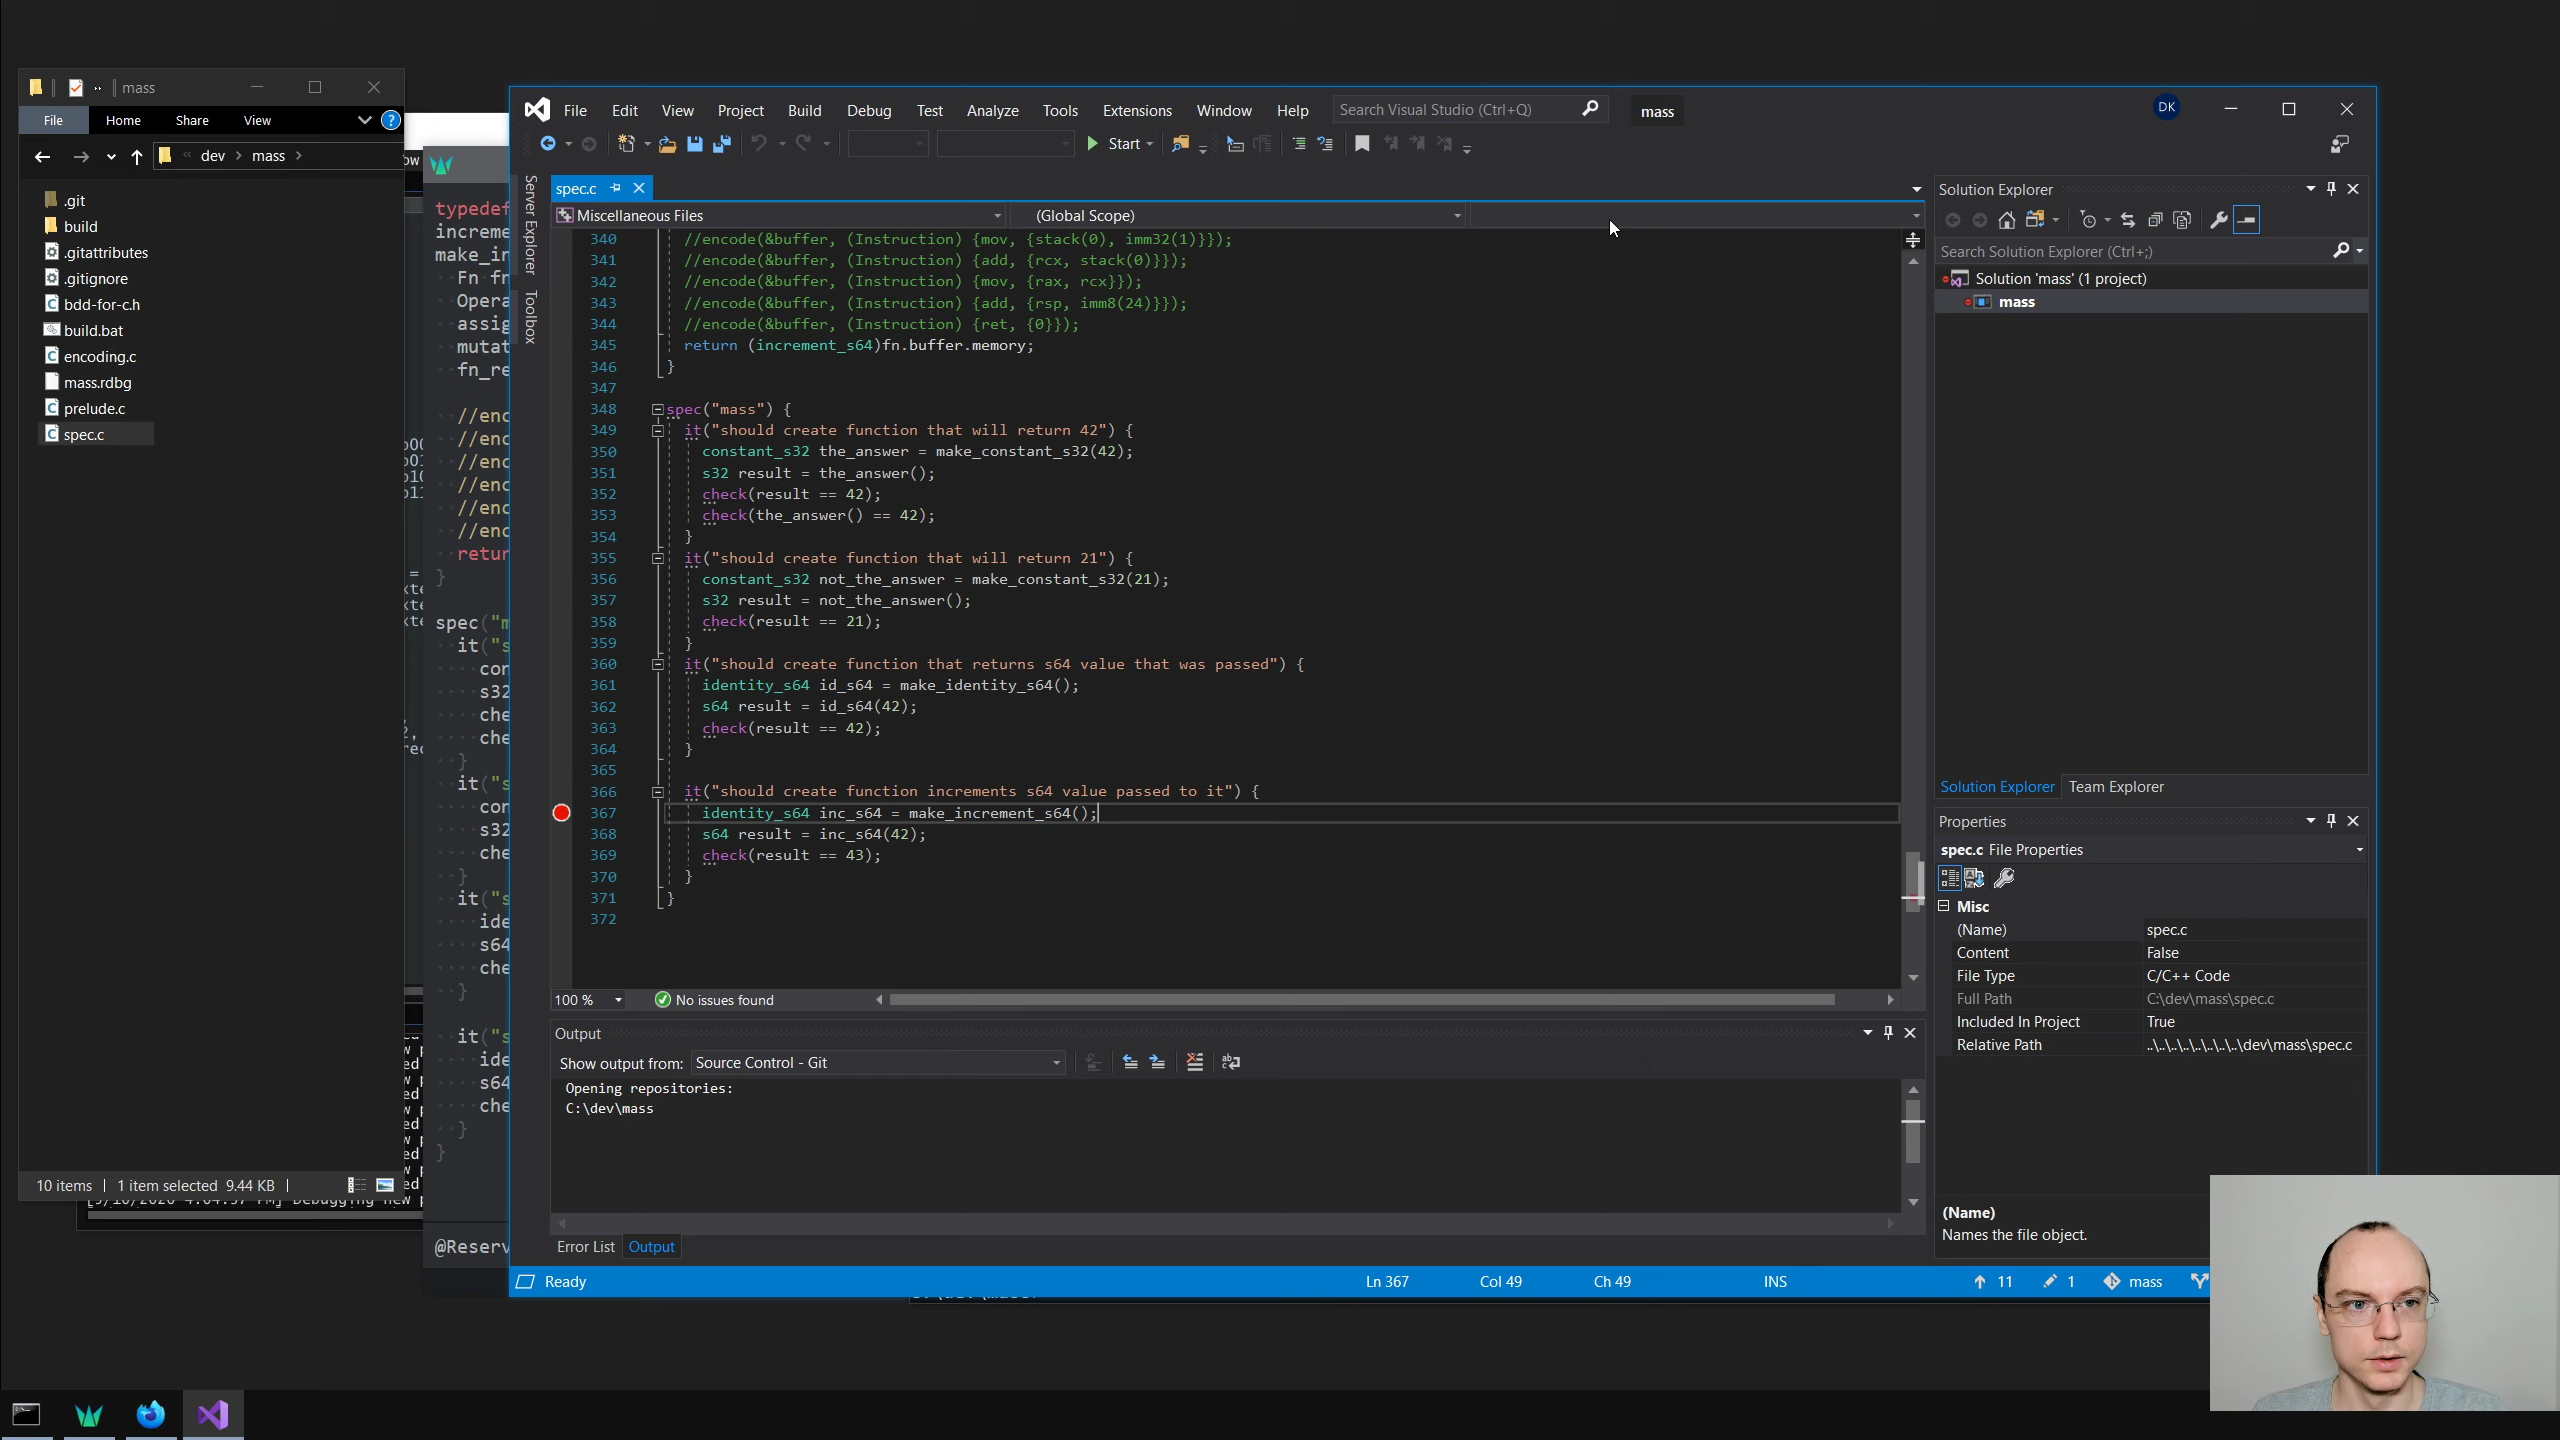 mass
File
Home
Share
View
dev
mass
.git
build
.gitattributes
.gitignore
bdd-for-c.h
build.bat
encoding.c
mass.rdbg
prelude.c
spec.c
10 items
1 item selected 9.44 KB
typedef
Fn
return
spec
@Reserv
File Edit View Project Build Debug Test Analyze Tools Extensions Window Help
Search Visual Studio (Ctrl+Q)
mass
DK
Start
Server Explorer
Toolbox
spec.c
Miscellaneous Files
(Global Scope)
340 //encode(&buffer, (Instruction) {mov, {stack(0), imm32(1)}});
341 //encode(&buffer, (Instruction) {add, {rcx, stack(0)}});
342 //encode(&buffer, (Instruction) {mov, {rax, rcx}});
343 //encode(&buffer, (Instruction) {add, {rsp, imm8(24)}});
344 //encode(&buffer, (Instruction) {ret, {0}});
345 return (increment_s64)fn.buffer.memory;
346 }
347
348 spec("mass") {
349 it("should create function that will return 42") {
350 constant_s32 the_answer = make_constant_s32(42);
351 s32 result = the_answer();
352 check(result == 42);
353 check(the_answer() == 42);
354 }
355 it("should create function that will return 21") {
356 constant_s32 not_the_answer = make_constant_s32(21);
357 s32 result = not_the_answer();
358 check(result == 21);
359 }
360 it("should create function that returns s64 value that was passed") {
361 identity_s64 id_s64 = make_identity_s64();
362 s64 result = id_s64(42);
363 check(result == 42);
364 }
365
366 it("should create function increments s64 value passed to it") {
367 identity_s64 inc_s64 = make_increment_s64();
368 s64 result = inc_s64(42);
369 check(result == 43);
370 }
371 }
372
100 %
No issues found
Output
Show output from: Source Control - Git
Opening repositories:
C:\dev\mass
Error List
Output
Ready
Ln 367
Col 49
Ch 49
INS
11
1
mass
Solution Explorer
Search Solution Explorer (Ctrl+;)
Solution 'mass' (1 project)
mass
Solution Explorer
Team Explorer
Properties
spec.c File Properties
Misc
(Name) spec.c
Content False
File Type C/C++ Code
Full Path C:\dev\mass\spec.c
Included In Project True
Relative Path ..\..\..\..\..\..\..\..\dev\mass\spec.c
(Name)
Names the file object.